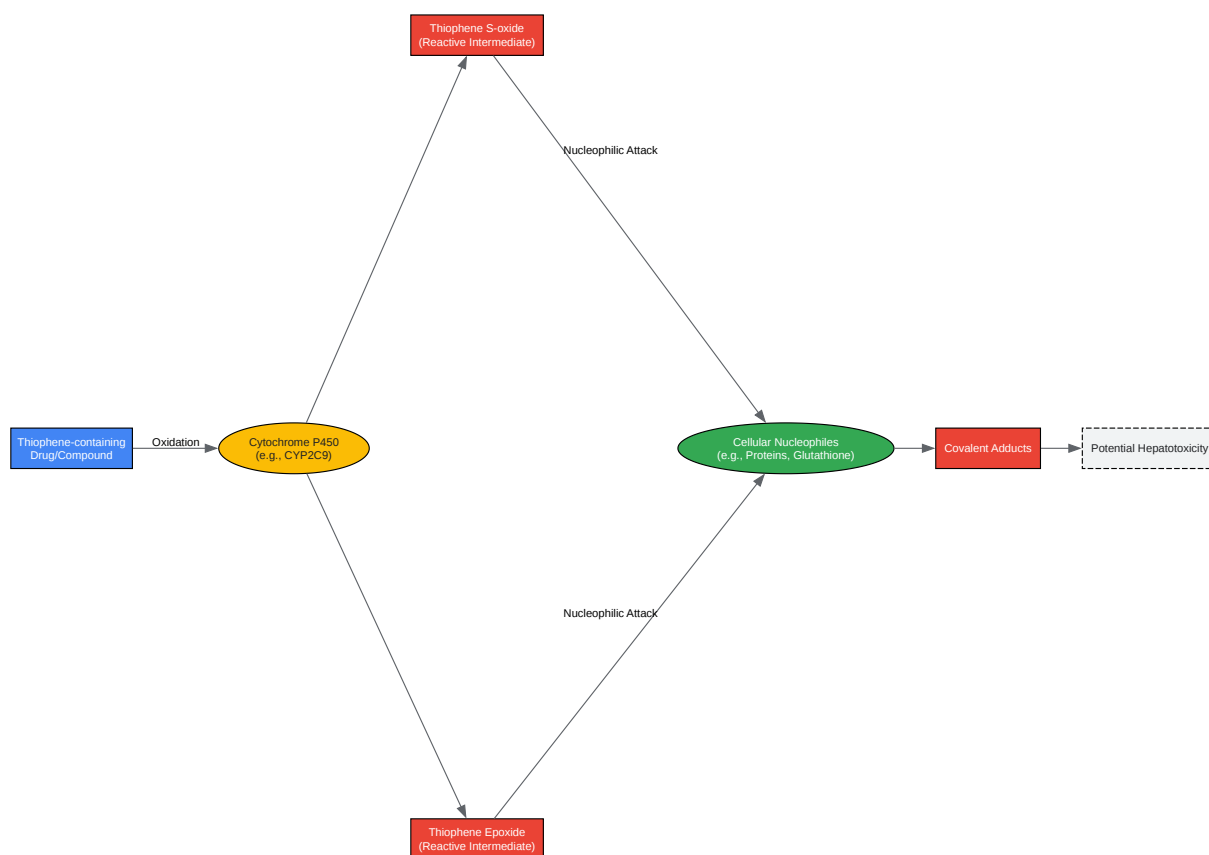 Thiophene S-oxide
(Reactive Intermediate)
Nucleophilic Attack
Thiophene-containing
Drug/Compound
Oxidation
Cytochrome P450
(e.g., CYP2C9)
Cellular Nucleophiles
(e.g., Proteins, Glutathione)
Covalent Adducts
Potential Hepatotoxicity
Nucleophilic Attack
Thiophene Epoxide
(Reactive Intermediate)